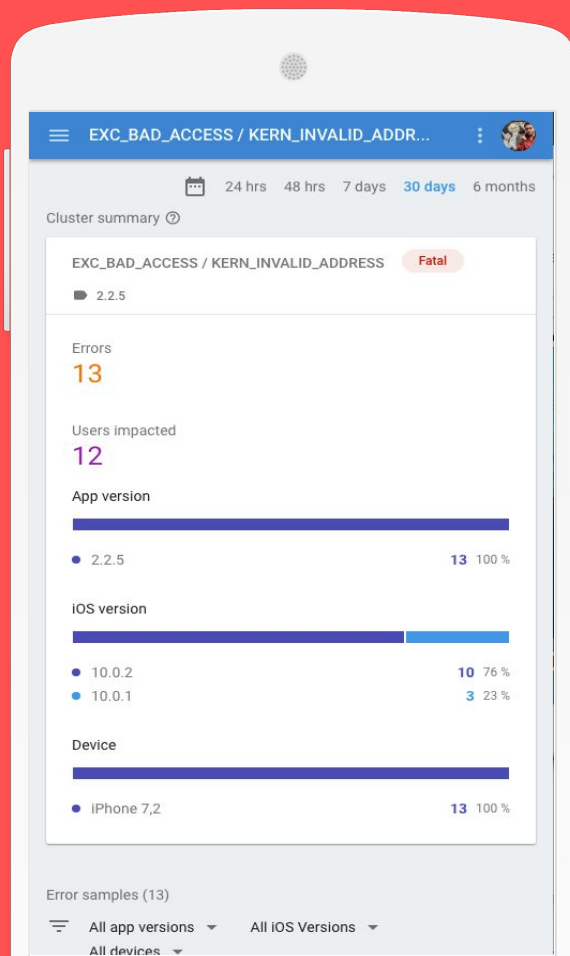 EXC_BAD_ACCESS / KERN_INVALID_ADDR...
24 hrs 48 hrs 7 days 30 days 6 months
Cluster summary
EXC_BAD_ACCESS / KERN_INVALID_ADDRESS Fatal
2.2.5
Errors
13
Users impacted
12
App version
2.2.5 13 100 %
iOS version
10.0.2 10 76 %
10.0.1 3 23 %
Device
iPhone 7,2 13 100 %
Error samples (13)
All app versions All iOS Versions
All devices